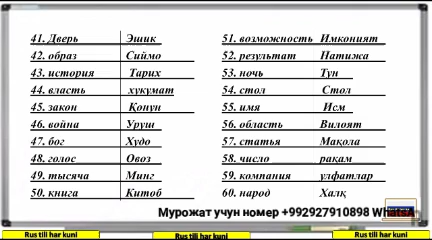 41. Дверь Эшик
42. образ Сиймо
43. история Тарих
44. власть хукумат
45. закон Қонун
46. война Уруш
47. бог Худо
48. голос Овоз
49. тысяча Минг
50. книга Китоб
51. возможность Имконият
52. результат Натижа
53. ночь Тун
54. стол Стол
55. имя Исм
56. область Вилоят
57. статья Мақола
58. число рақам
59. компания улфатлар
60. народ Халқ
Мурожат учун номер +992927910898 What
Rus tili har kuni
Rus tili har kuni
Rus tili har kuni